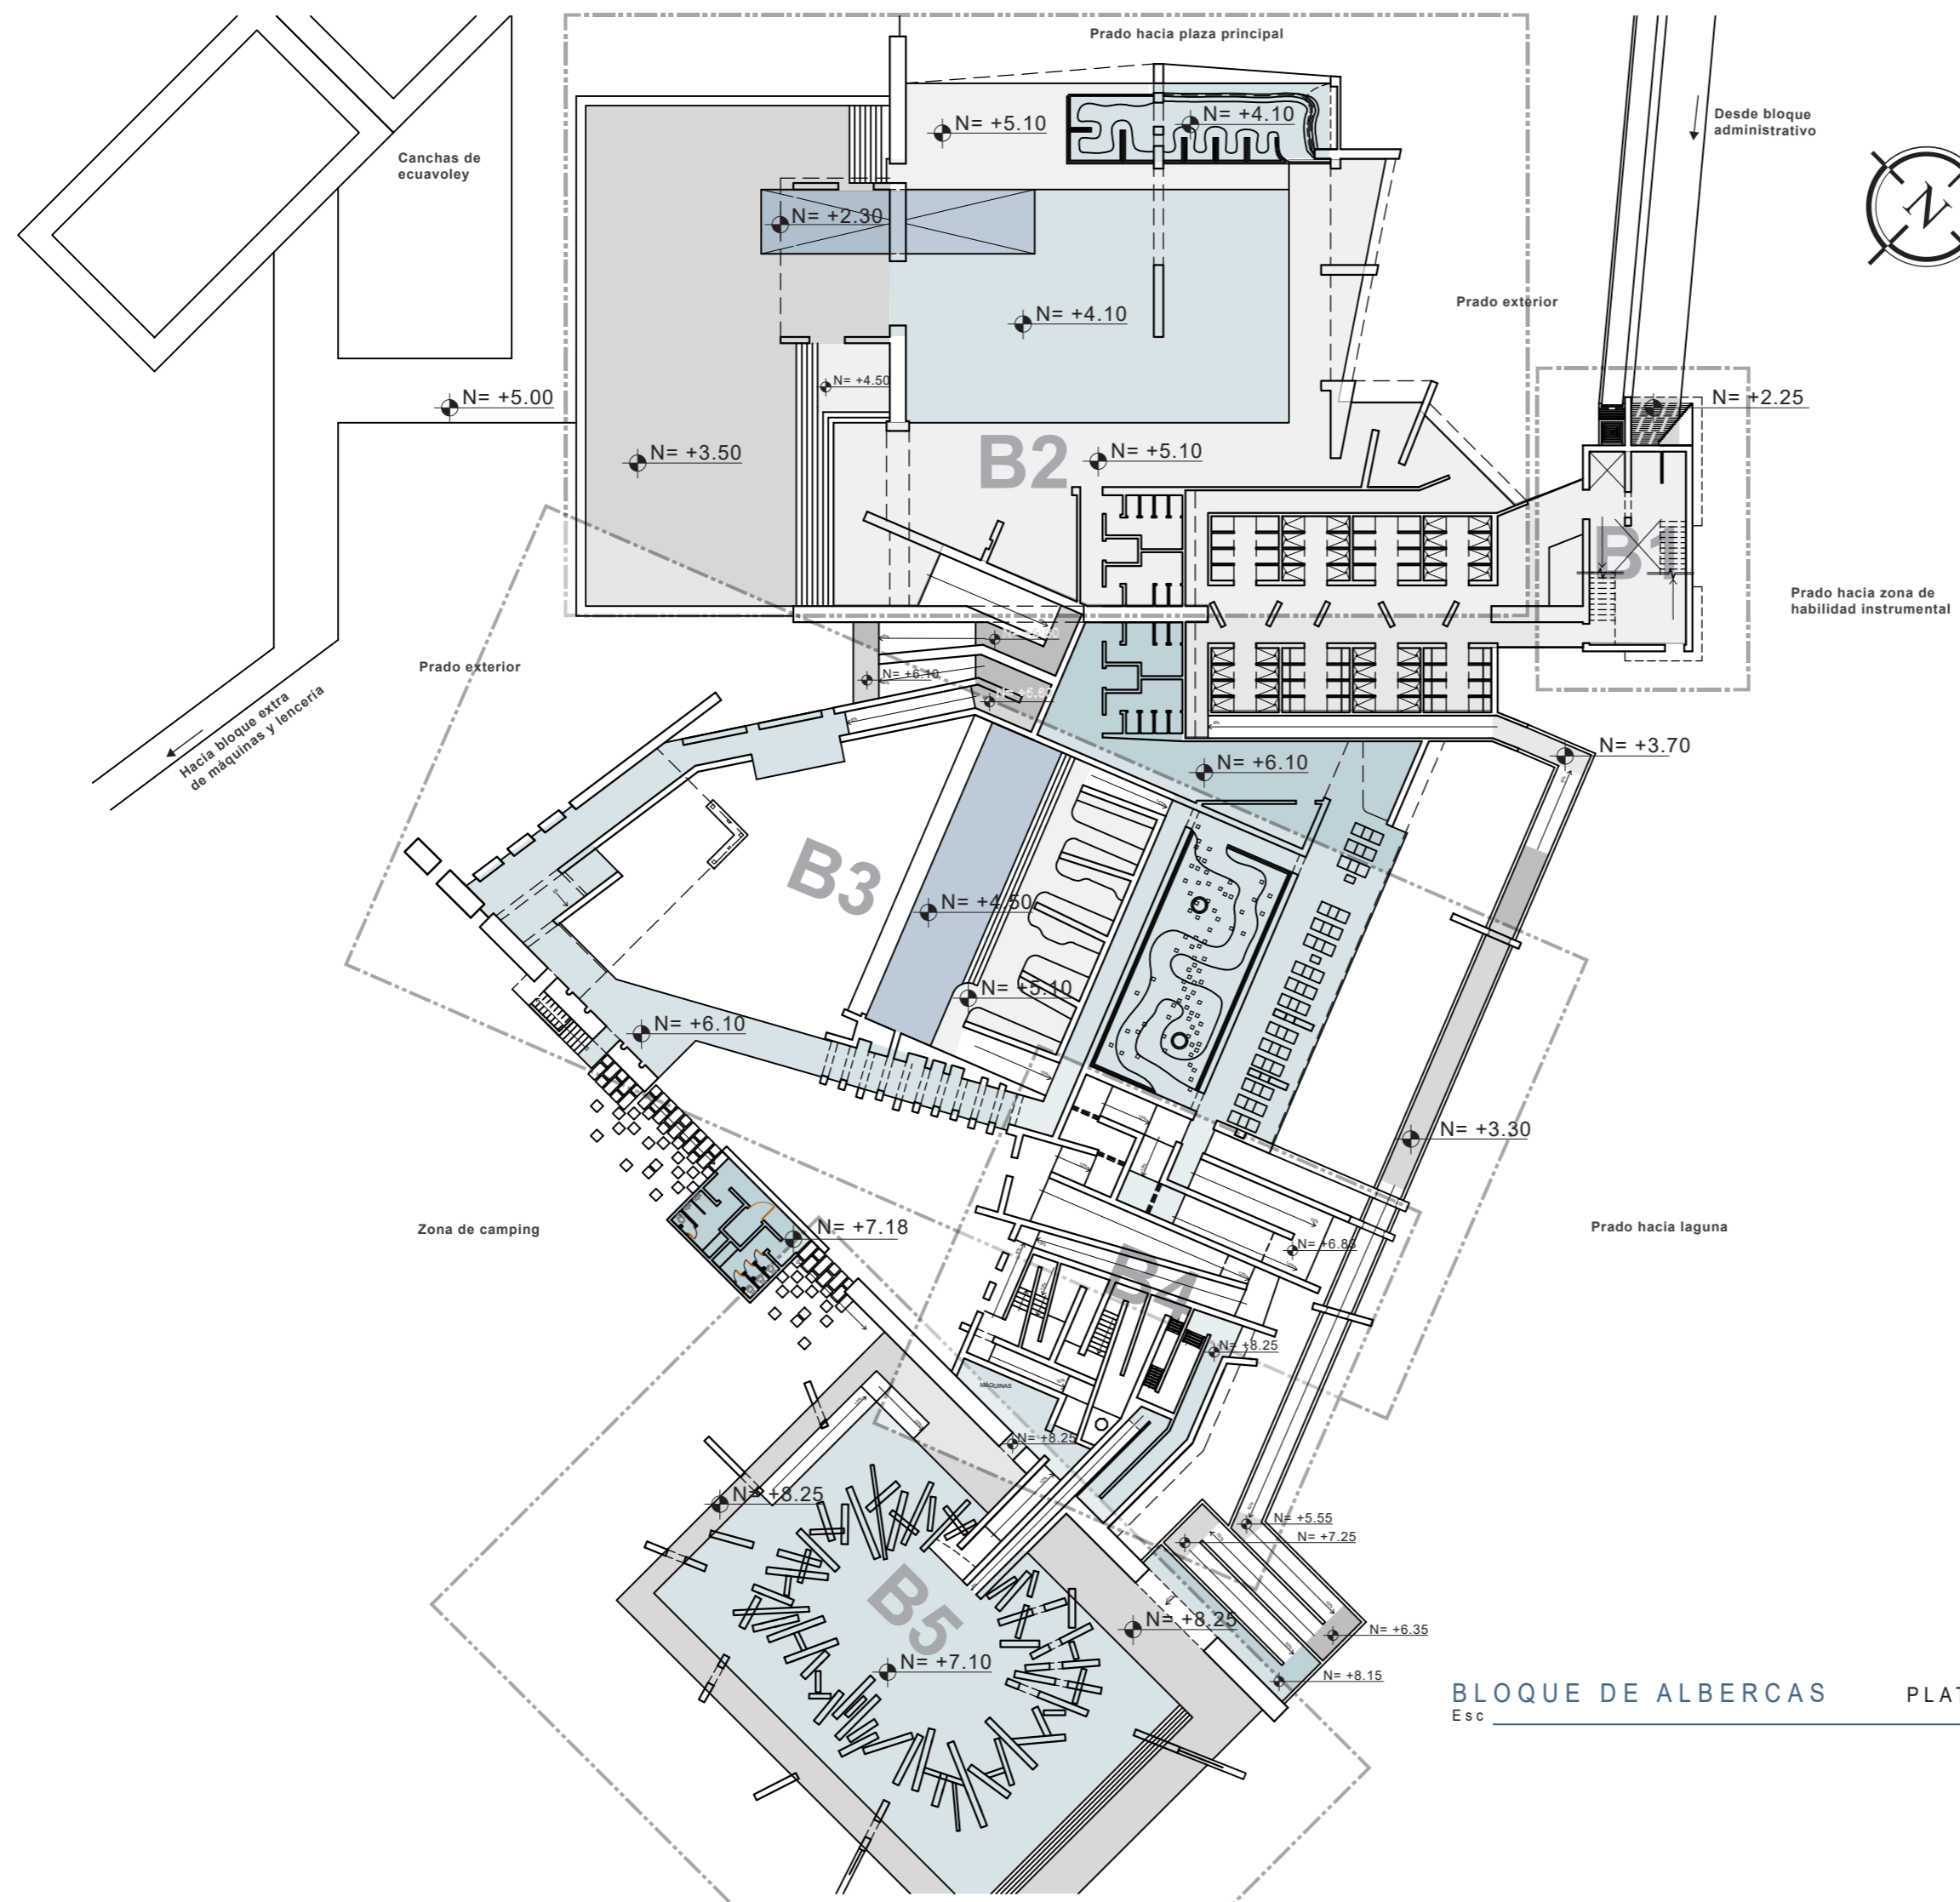 Prado hacia plaza principal
Desde bloque
administrativo
N= +5.10
N= +4.10
Canchas de
ecuavoley
N
N= +2.30
Prado exterior
N= +4.10
N= +4.50
N= +5.00
N= +2.25
N= +3.50
B2
N= +5.10
B1
Prado hacia zona de
habilidad instrumental
Prado exterior
N= +6.10
Hacia bloque extra
de máquinas y lencería
N= +3.70
N= +6.10
B3
N= +4.50
N= +5.10
N= +6.10
N= +3.30
Zona de camping
N= +7.18
Prado hacia laguna
B4
N= +8.25
MÁQUINAS
N= +8.25
N= +8.25
N= +5.55
N= +7.25
B5
N= +8.25
N= +6.35
N= +7.10
N= +8.15
BLOQUE DE ALBERCAS
PLAT
Esc